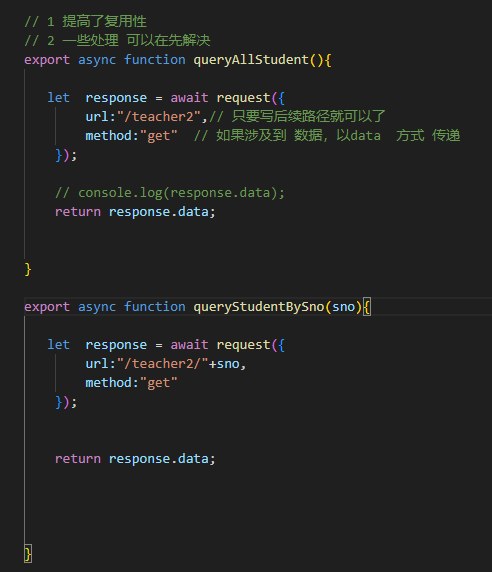 // 1 提高了复用性
// 2 一些处理 可以在先解决
export async function queryAllStudent(){
let  response = await request({
url:"/teacher2",// 只要写后续路径就可以了
method:"get"  // 如果涉及到 数据，以data  方式 传递
});
// console.log(response.data);
return response.data;
}
export async function queryStudentBySno(sno){
let  response = await request({
url:"/teacher2/"+sno,
method:"get"
});
return response.data;
}